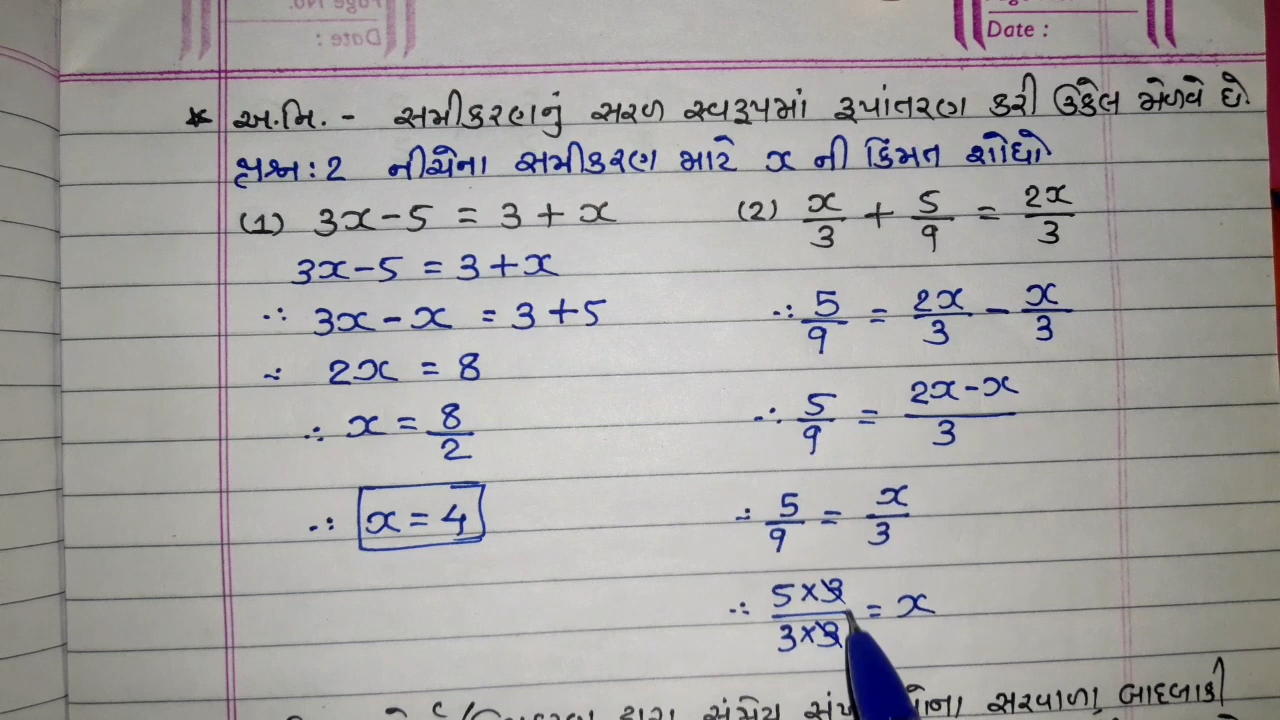 Date :
* અ.નિ. - સમીકરણનું સરળ સ્વરૂપમાં રૂપાંતરણ કરી ઉકેલ મેળવે છે.
પ્રશ્ન : 2 નીચેના સમીકરણ માટે x ની કિંમત શોધો
(1) 3x - 5 = 3 + x
3x - 5 = 3 + x
∴ 3x - x = 3 + 5
∴ 2x = 8
∴ x = 8/2
∴ x = 4
(2) x/3 + 5/9 = 2x/3
∴ 5/9 = 2x/3 - x/3
∴ 5/9 = 2x - x/3
∴ 5/9 = x/3
∴ 5 × 3/3 × 3 = x
સરવાળા, બાદબાકી